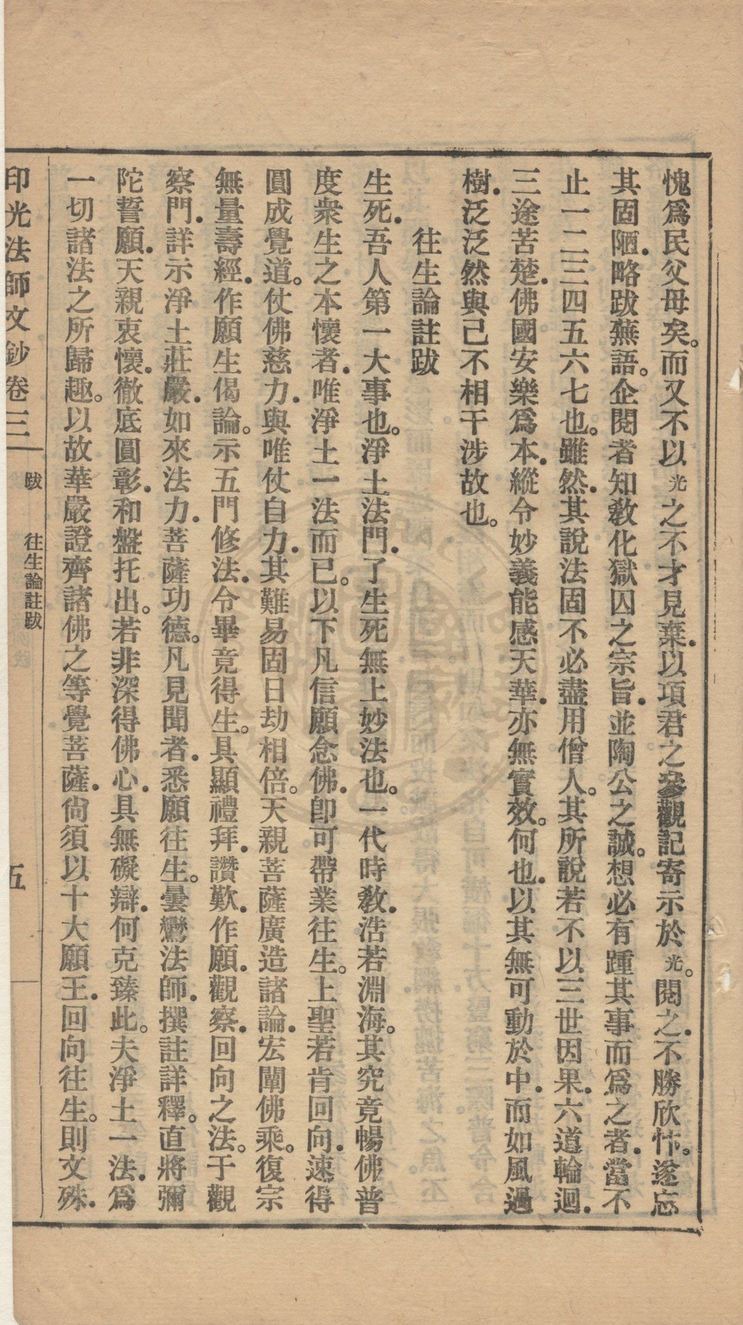 愧爲民父母矣。而又不以光之不才見棄。以項君之參觀記寄示於光。閱之。不勝欣忭。遂忘
其固陋。略跋蕪語。企閱者知敎化獄囚之宗旨。並陶公之誠。想必有踵其事而爲之者。當不
止一二三四五六七也。雖然。其說法固不必盡用僧人。其所說若不以三世因果。六道輪迴。
三途苦楚。佛國安樂爲本。縱令妙義能感天華。亦無實效。何也。以其無可動於中。而如風過
樹。泛泛然與己不相干涉故也。
往生論註跋
生死。吾人第一大事也。淨土法門。了生死無上妙法也。一代時敎。浩若淵海。其究竟暢佛普
度衆生之本懷者。唯淨土一法而已。以下凡信願念佛。卽可帶業往生。上聖若肯回向。速得
圓成覺道。仗佛慈力。與唯仗自力。其難易固日劫相倍。天親菩薩廣造諸論。宏闡佛乘。復宗
無量壽經。作願生偈論。示五門修法。令畢竟得生。具顯禮拜。讚歎。作願。觀察。回向之法。于觀
察門。詳示淨土莊嚴。如來法力。菩薩功德。凡見聞者。悉願往生。曇鸞法師。撰註詳釋。直將彌
陀誓願。天親衷懷。徹底圓彰。和盤托出。若非深得佛心。具無礙辯。何克臻此。夫淨土一法。爲
一切諸法之所歸趣。以故華嚴證齊諸佛之等覺菩薩。尙須以十大願王。回向往生。則文殊。
印光法師文鈔卷三 跋 往生論註跋 五